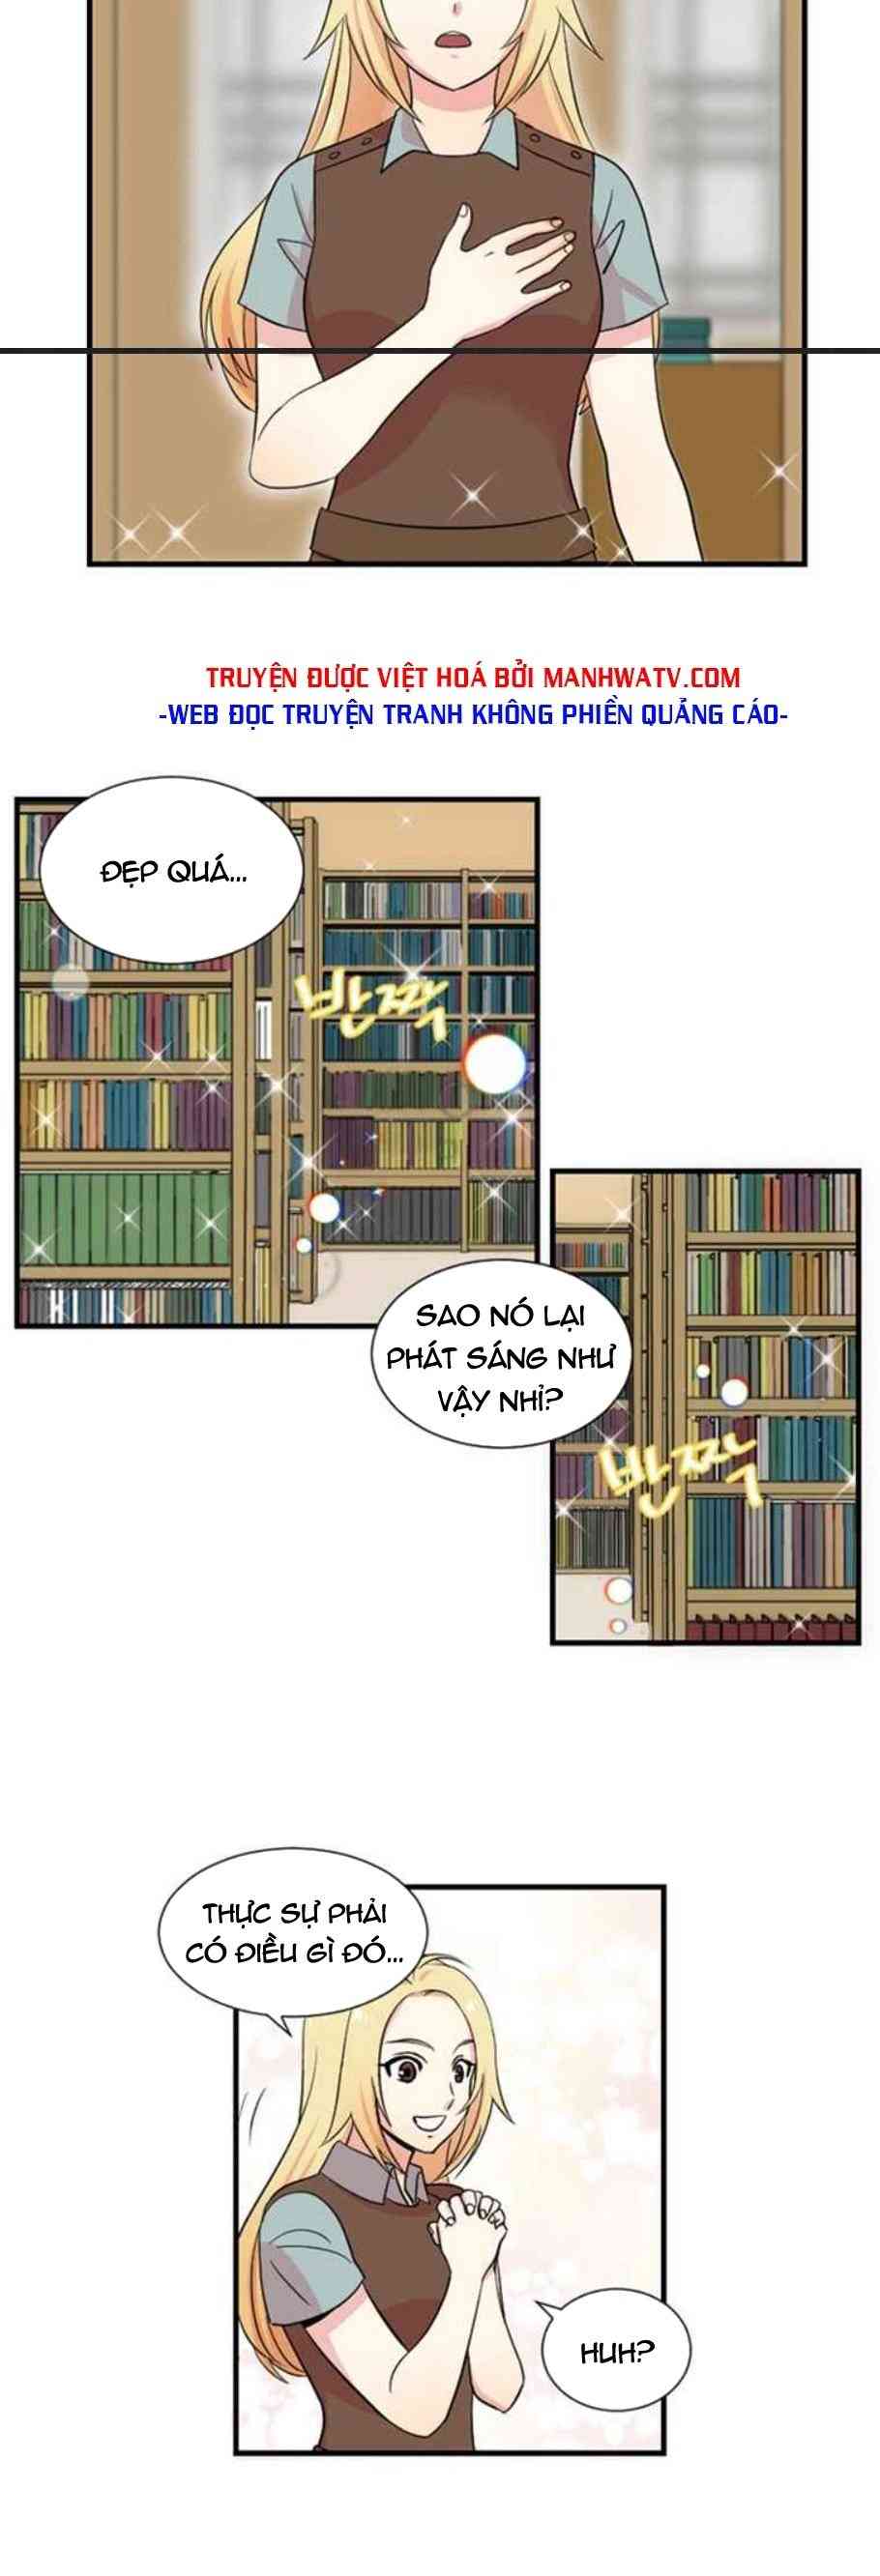 TRUYỆN ĐƯỢC VIỆT HOÁ BỞI MANHWATV.COM
-WEB ĐỌC TRUYỆN TRANH KHÔNG PHIỀN QUẢNG CÁO-
ĐẸP QUÁ...
반짝
SAO NÓ LẠI
PHÁT SÁNG NHƯ
VẬY NHỈ?
반짝
THỰC SỰ PHẢI
CÓ ĐIỀU GÌ ĐÓ...
HUH?